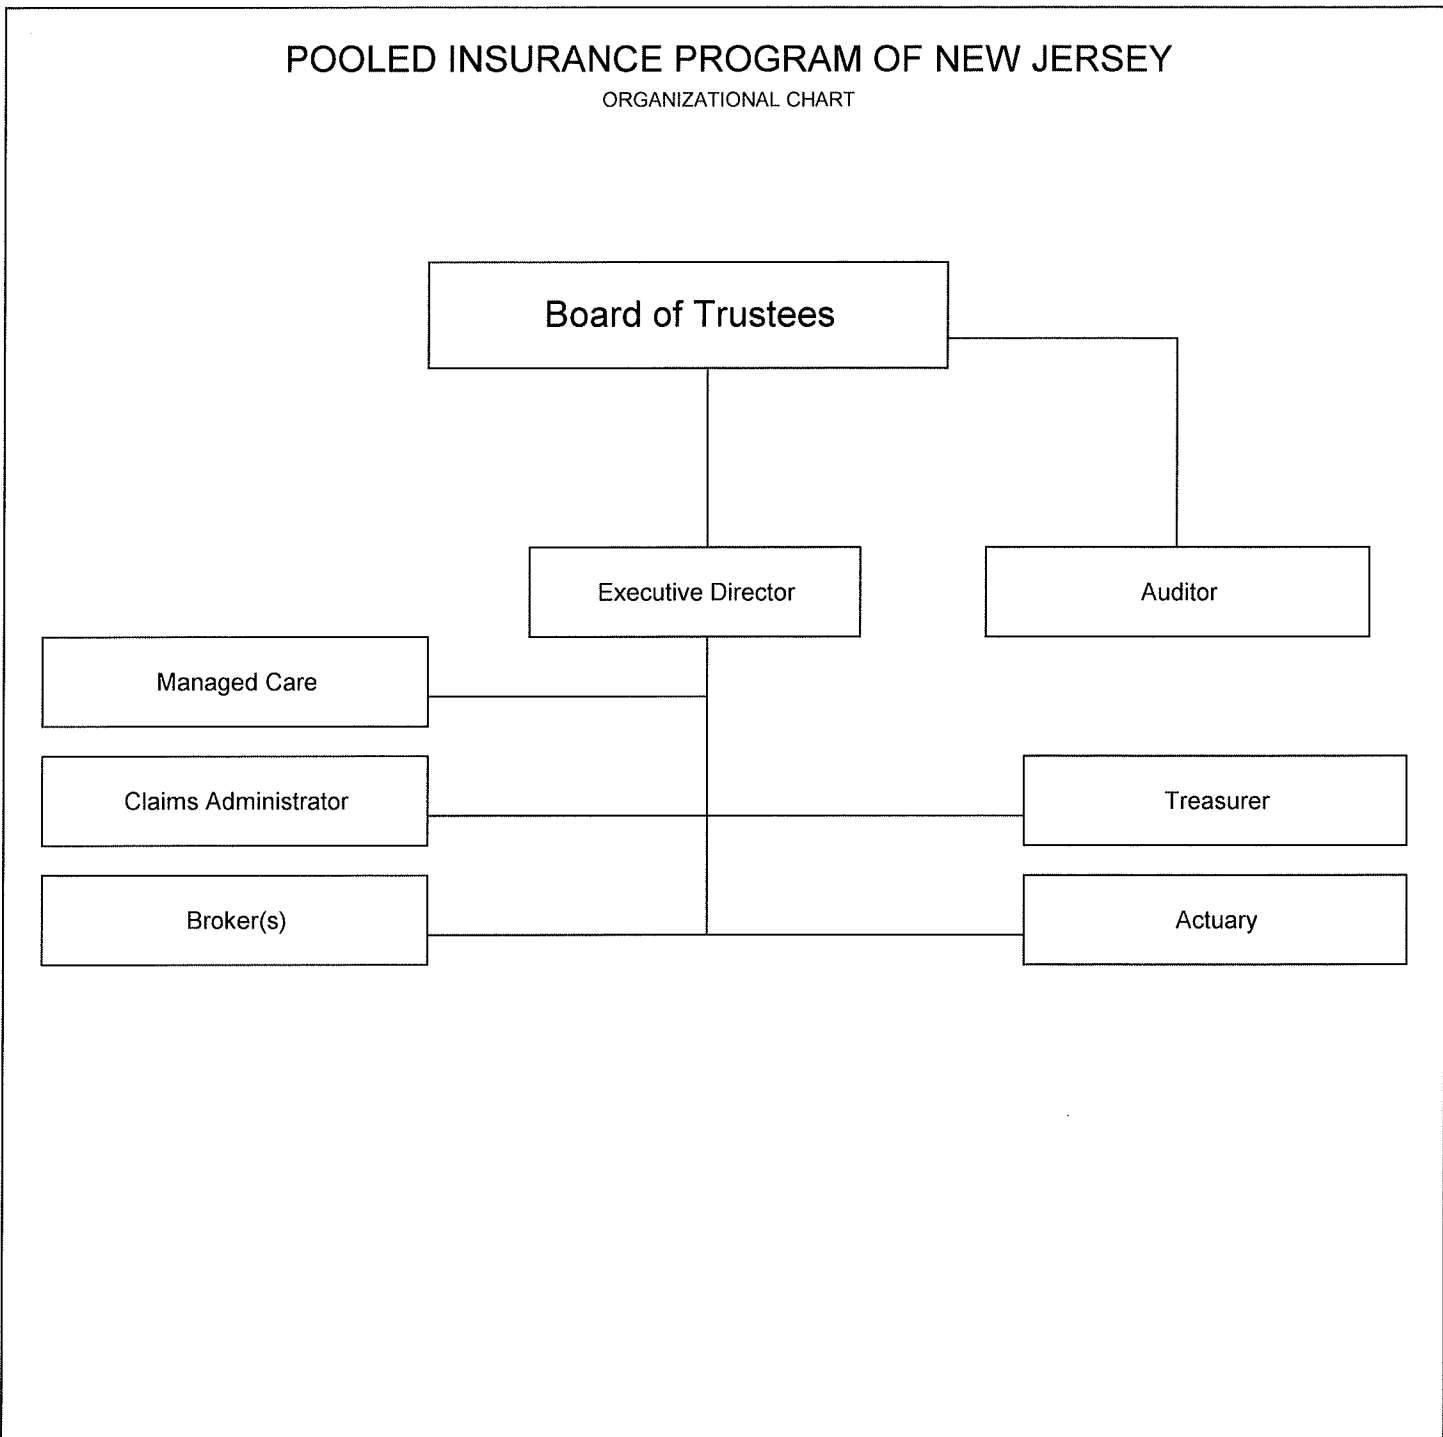 POOLED INSURANCE PROGRAM OF NEW JERSEY
ORGANIZATIONAL CHART
Board of Trustees
Executive Director
Auditor
Managed Care
Claims Administrator
Treasurer
Broker(s)
Actuary